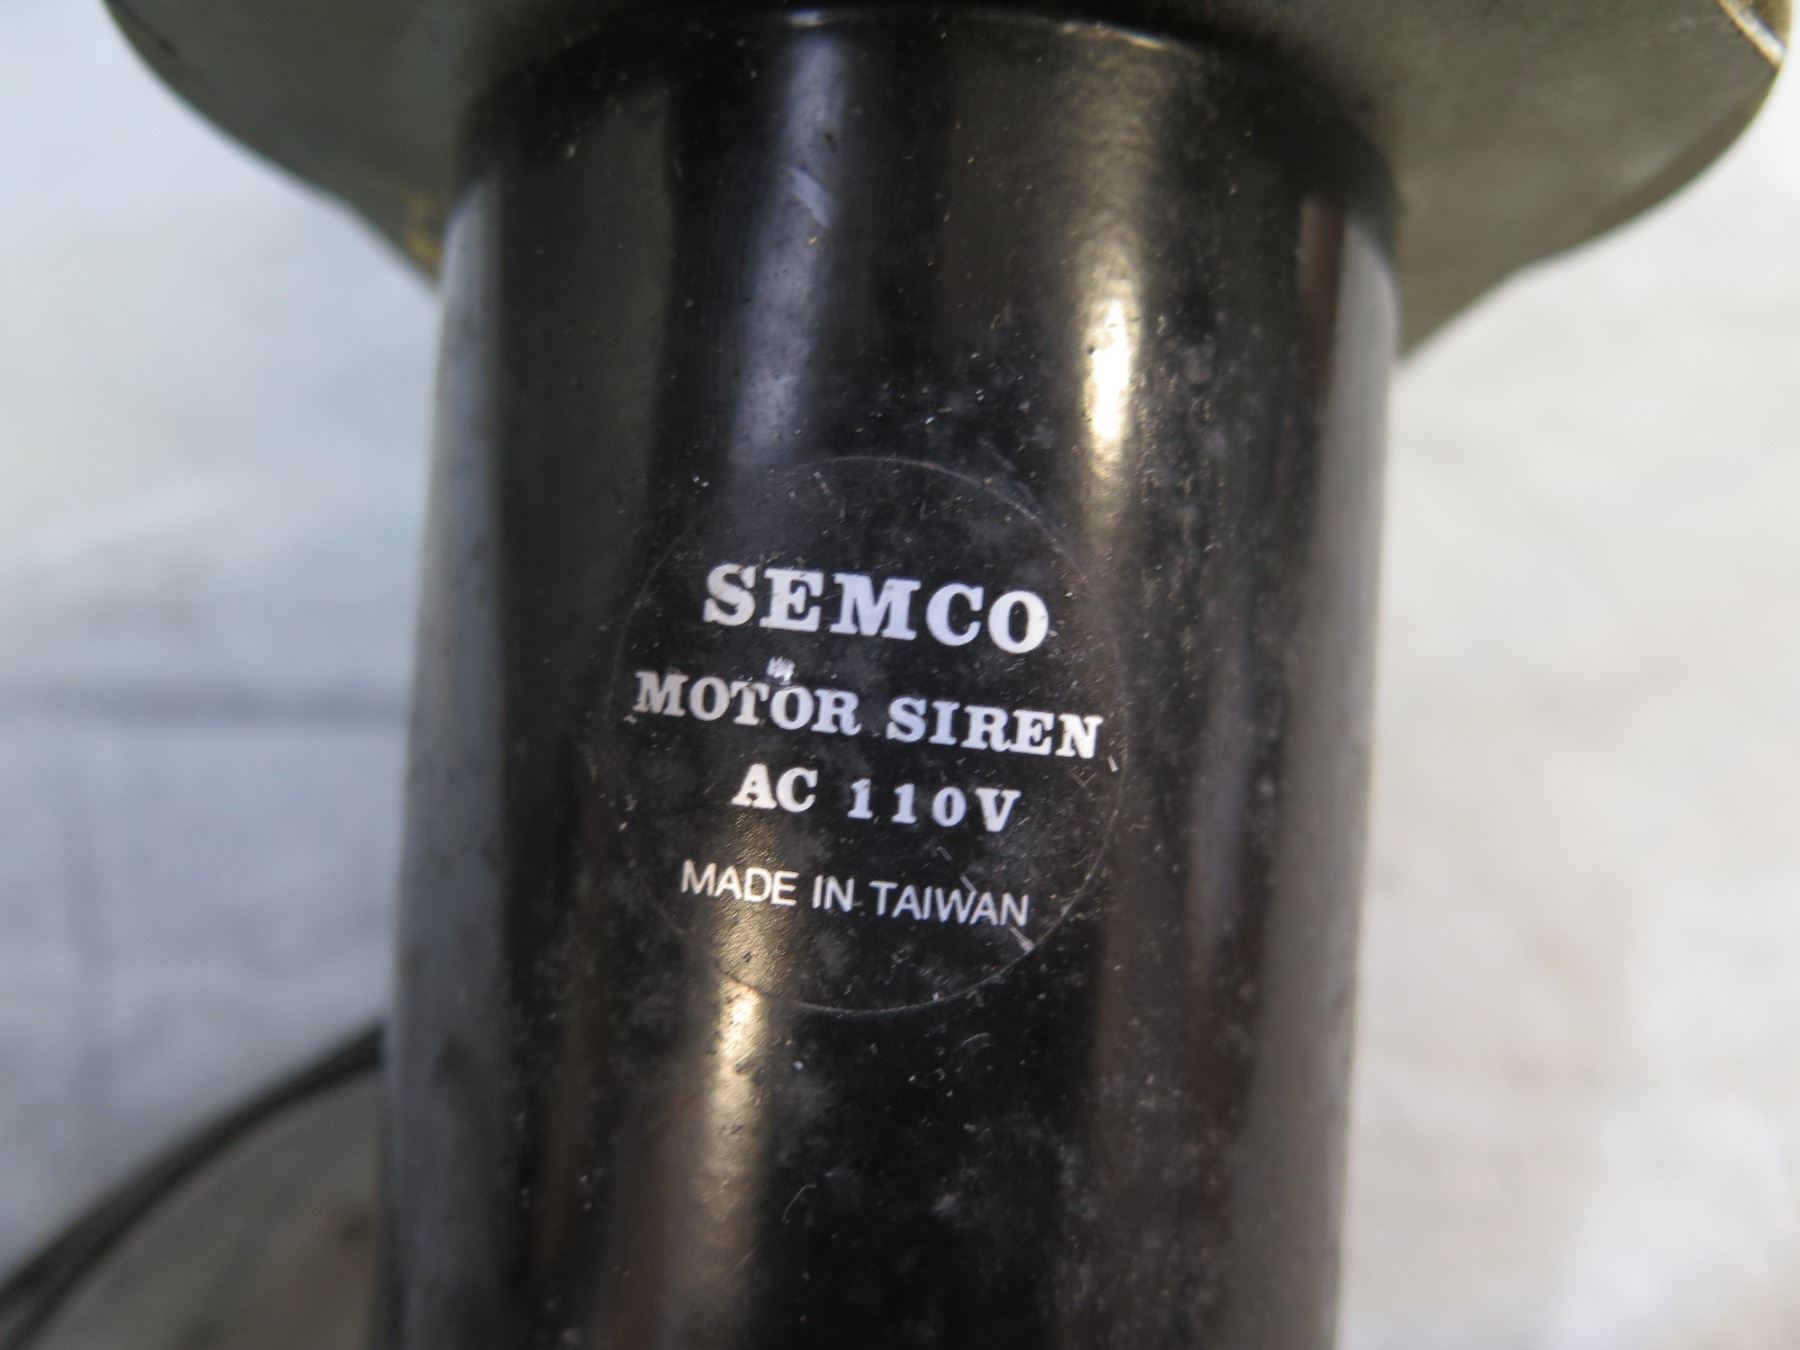 SEMCO
MOTOR SIREN
AC 110V
MADE IN TAIWAN